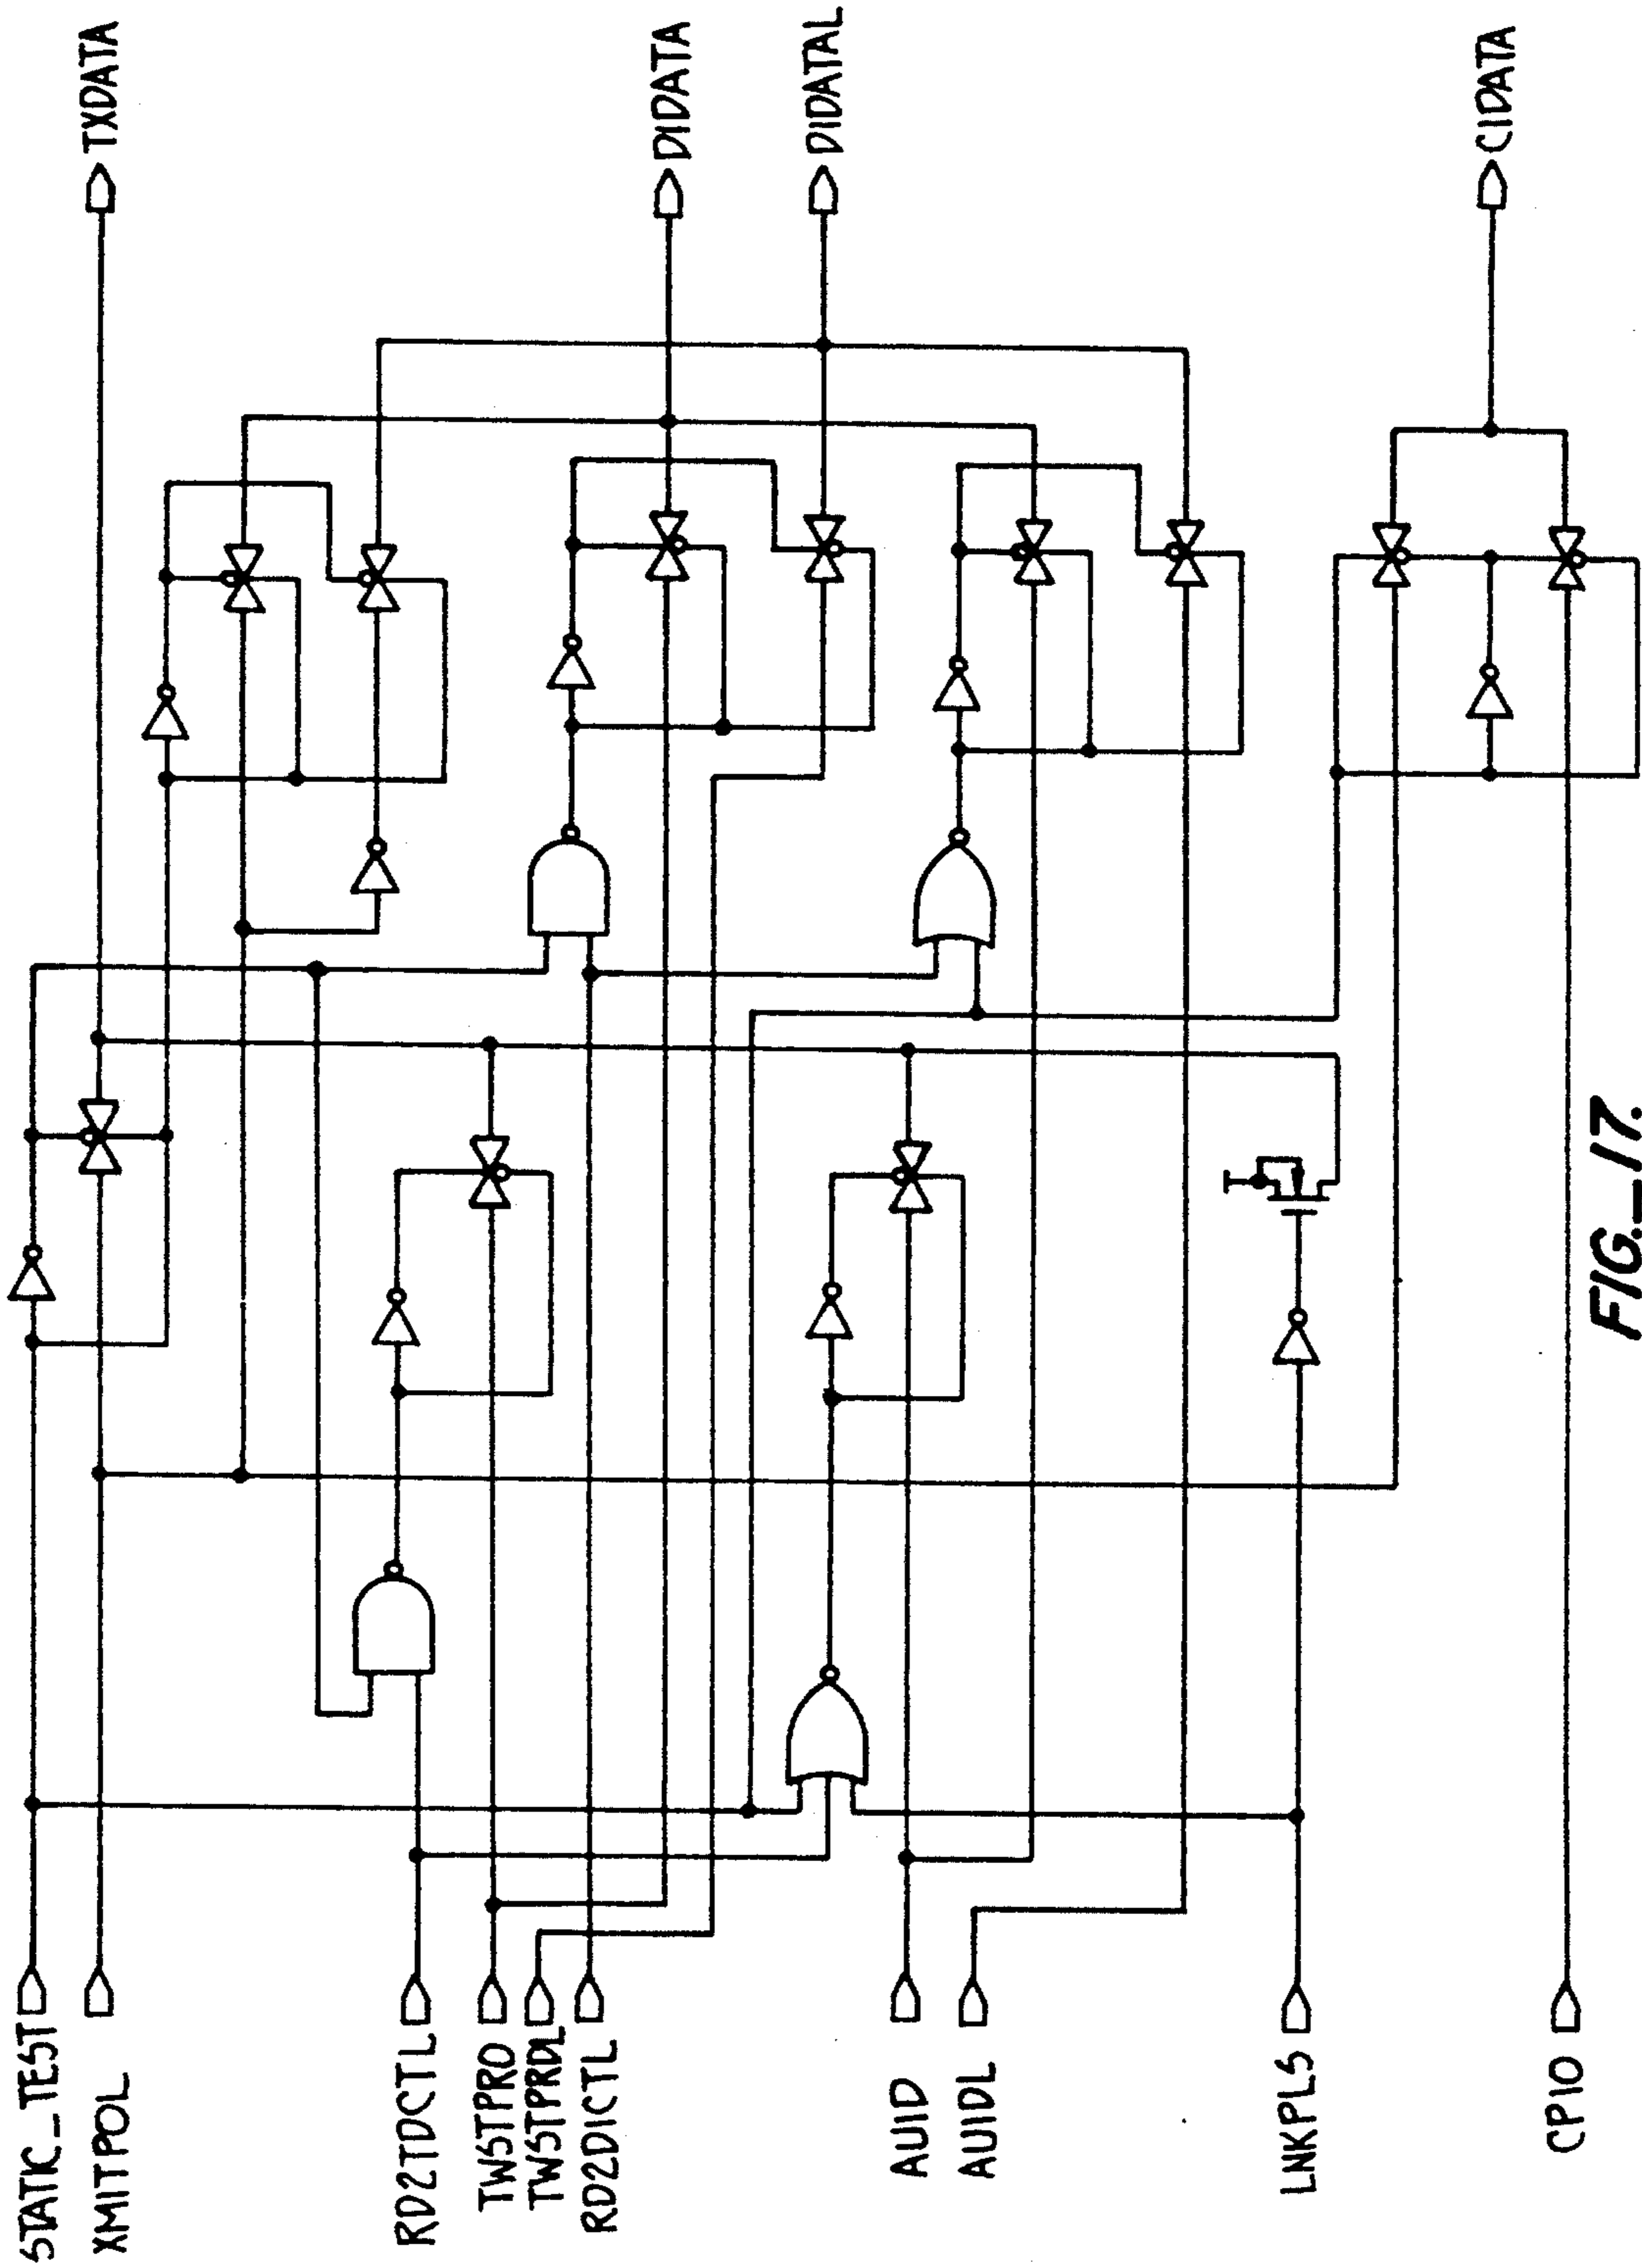 STATIC_TEST
XMITPOL
RD2TDCTL
TWSTPRO
TWSTPRDL
RD2DICTL
AUID
AUIDL
LNKPLS
CPIO
TXDATA
DIDATA
DIDATAL
CIDATA
FIG._17.